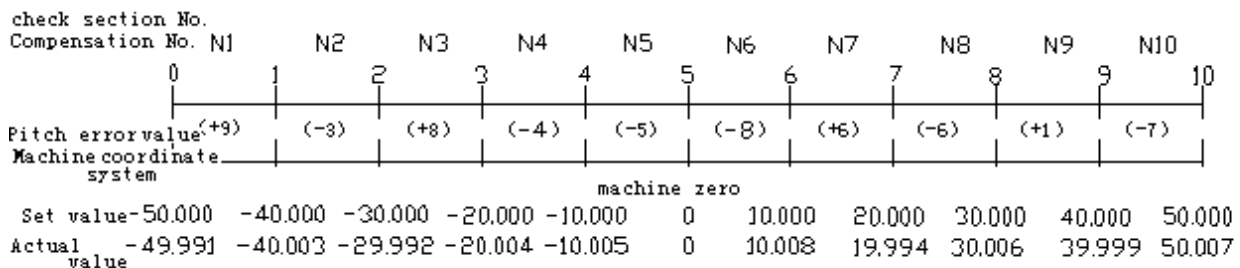 check section No.
Compensation No. N1 N2 N3 N4 N5 N6 N7 N8 N9 N10
0 1 2 3 4 5 6 7 8 9 10
Pitch error value (+9) (-3) (+8) (-4) (-5) (-8) (+6) (-6) (+1) (-7)
Machine coordinate
system
machine zero
Set value -50.000 -40.000 -30.000 -20.000 -10.000 0 10.000 20.000 30.000 40.000 50.000
Actual -49.991 -40.003 -29.992 -20.004 -10.005 0 10.008 19.994 30.006 39.999 50.007
value